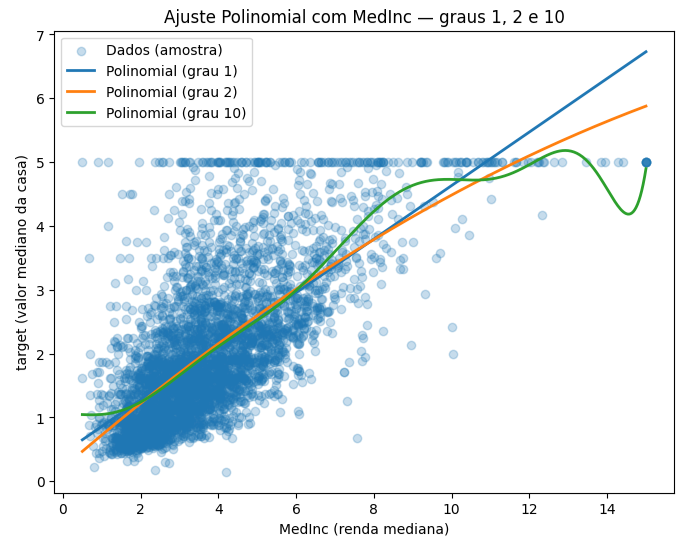 Ajuste Polinomial com MedInc — graus 1, 2 e 10
Dados (amostra)
Polinomial (grau 1)
Polinomial (grau 2)
Polinomial (grau 10)
target (valor mediano da casa)
7
6
5
4
3
2
1
0
0 2 4 6 8 10 12 14
MedInc (renda mediana)